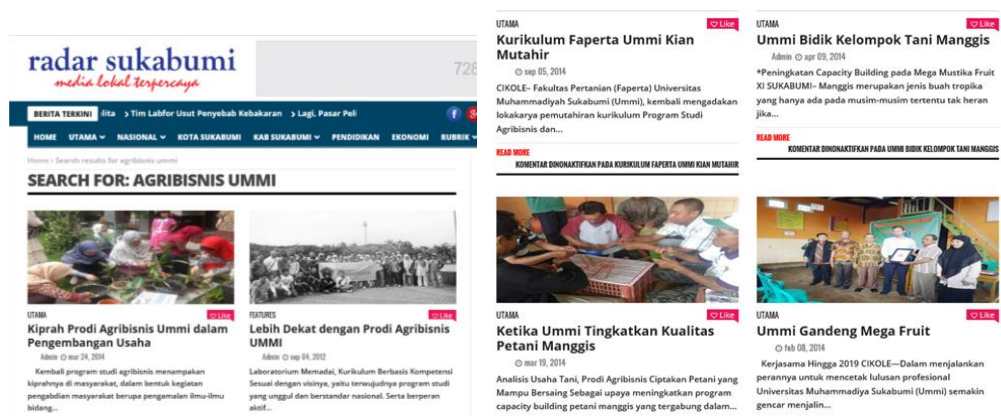 radar sukabumi
media lokal terpercaya
728
BERITA TERKINI
lita › Tim Labfor Usut Penyebab Kebakaran › Lagi, Pasar Peli
HOME UTAMA NASIONAL KOTA SUKABUMI KAB SUKABUMI PENDIDIKAN EKONOMI RUBRIK
Home › Search results for agribisnis ummi
SEARCH FOR: AGRIBISNIS UMMI
UTAMA
Like
Kiprah Prodi Agribisnis Ummi dalam
Pengembangan Usaha
Admin mar 24, 2014
Kembali program studi agribisnis menampakan
kiprahnya di masyarakat, dalam bentuk kegiatan
pengabdian masyarakat berupa pengamalan ilmu-ilmu
bidang...
FEATURES
Like
Lebih Dekat dengan Prodi Agribisnis
UMMI
Admin sep 04, 2012
Laboratorium Memadai, Kurikulum Berbasis Kompetensi
Sesuai dengan visinya, yaitu terwujudnya program studi
yang unggul dan berstandar nasional. Serta berperan
aktif...
UTAMA
Like
Kurikulum Faperta Ummi Kian
Mutahir
sep 05, 2014
CIKOLE– Fakultas Pertanian (Faperta) Universitas
Muhammadiyah Sukabumi (Ummi), kembali mengadakan
lokakarya pemutahiran kurikulum Program Studi
Agribisnis dan...
READ MORE
KOMENTAR DINONAKTIFKAN PADA KURIKULUM FAPERTA UMMI KIAN MUTAHIR
UTAMA
Like
Ummi Bidik Kelompok Tani Manggis
Admin apr 09, 2014
*Peningkatan Capacity Building pada Mega Mustika Fruit
XI SUKABUMI– Manggis merupakan jenis buah tropika
yang hanya ada pada musim-musim tertentu tak heran
jika...
READ MORE
KOMENTAR DINONAKTIFKAN PADA UMMI BIDIK KELOMPOK TANI MANGGIS
UTAMA
Like
Ketika Ummi Tingkatkan Kualitas
Petani Manggis
mar 19, 2014
Analisis Usaha Tani, Prodi Agribisnis Ciptakan Petani yang
Mampu Bersaing Sebagai upaya meningkatkan program
capacity building petani manggis yang tergabung dalam...
UTAMA
Like
Ummi Gandeng Mega Fruit
feb 08, 2014
Kerjasama Hingga 2019 CIKOLE—Dalam menjalankan
perannya untuk mencetak lulusan profesional
Universitas Muhammadiya Sukabumi (Ummi) semakin
gencar menjalin...